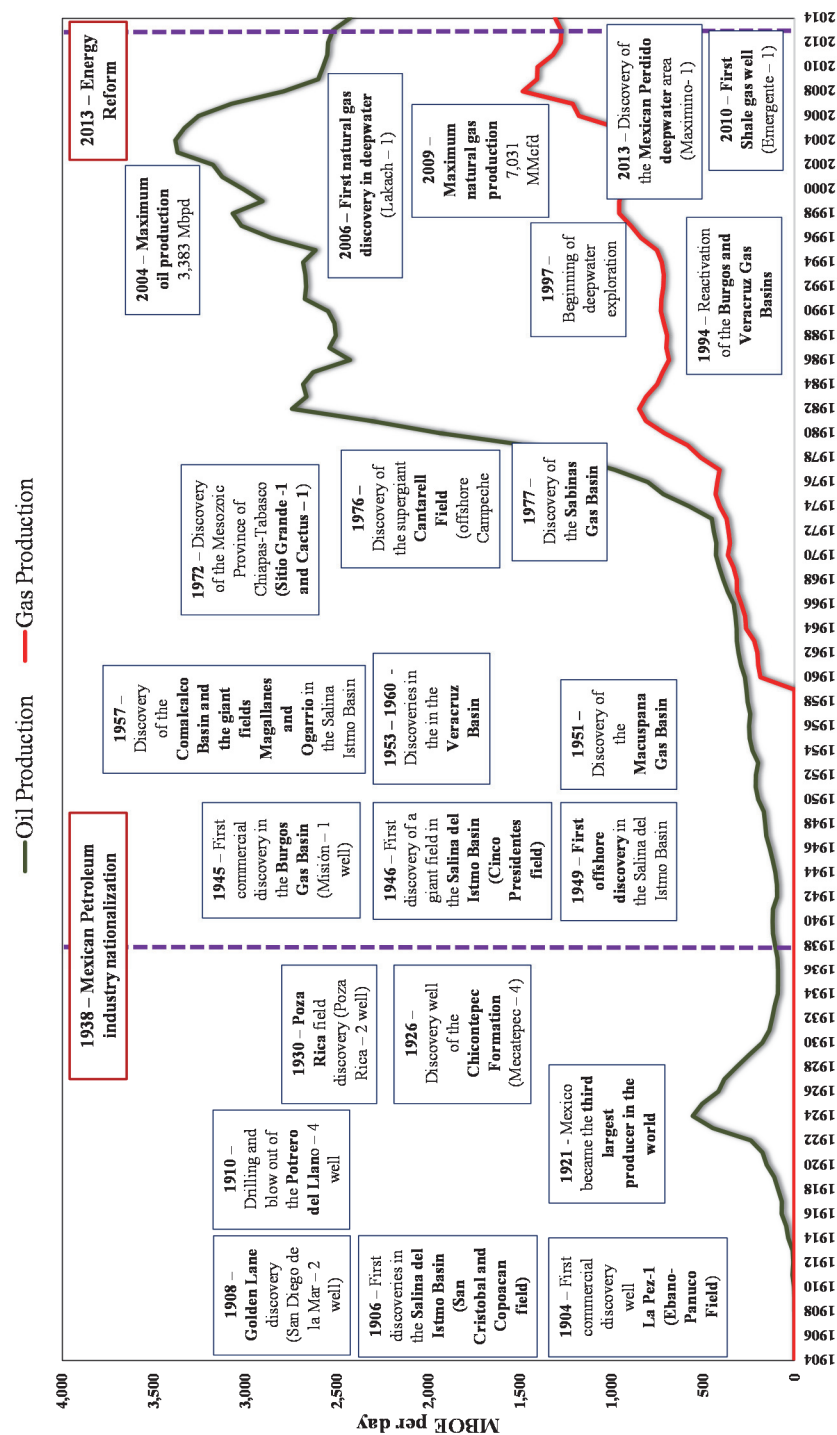 Oil Production
Gas Production
MBOE per day
4,000
3,500
3,000
2,500
2,000
1,500
1,000
500
0
1938 – Mexican Petroleum
industry nationalization
2013 – Energy
Reform
1908 –
Golden Lane
discovery
(San Diego de
la Mar – 2
well)
1910 –
Drilling and
blow out of
the Potrero
del Llano – 4
well
1930 – Poza
Rica field
discovery (Poza
Rica – 2 well)
1945 – First
commercial
discovery in
the Burgos
Gas Basin
(Misión – 1
well)
1957 –
Discovery
of the
Comalcalco
Basin and
the giant
fields
Magallanes
and
Ogarrio in
the Salina
Istmo Basin
1972 – Discovery
of the Mesozoic
Province of
Chiapas-Tabasco
(Sitio Grande -1
and Cactus – 1)
2004 – Maximum
oil production
3,383 Mbpd
1906 – First
discoveries in
the Salina del
Istmo Basin
(San
Cristobal and
Copoacan
field)
1926 –
Discovery well
of the
Chicontepec
Formation
(Mecatepec – 4)
1946 – First
discovery of a
giant field in
the Salina del
Istmo Basin
(Cinco
Presidentes
field)
1953 – 1960 -
Discoveries
in the in the
Veracruz
Basin
1976 –
Discovery of
the supergiant
Cantarell
Field
(offshore
Campeche
2006 – First natural gas
discovery in deepwater
(Lakach – 1)
1904 – First
commercial
discovery
well
La Pez-1
(Ebano-
Panuco
Field)
1921 - Mexico
became the third
largest
producer in the
world
1949 – First
offshore
discovery in
the Salina del
Istmo Basin
1951 –
Discovery of
the
Macuspana
Gas Basin
1977 –
Discovery of
the Sabinas
Gas Basin
1997 –
Beginning of
deepwater
exploration
2009 –
Maximum
natural gas
production
7,031
MMcfd
1994 – Reactivation
of the Burgos and
Veracruz Gas
Basins
2013 – Discovery of
the Mexican Perdido
deepwater area
(Maximino- 1)
2010 – First
Shale gas well
(Emergente – 1)
1904
1906
1908
1910
1912
1914
1916
1918
1920
1922
1924
1926
1928
1930
1932
1934
1936
1938
1940
1942
1944
1946
1948
1950
1952
1954
1956
1958
1960
1962
1964
1966
1968
1970
1972
1974
1976
1978
1980
1982
1984
1986
1988
1990
1992
1994
1996
1998
2000
2002
2004
2006
2008
2010
2012
2014